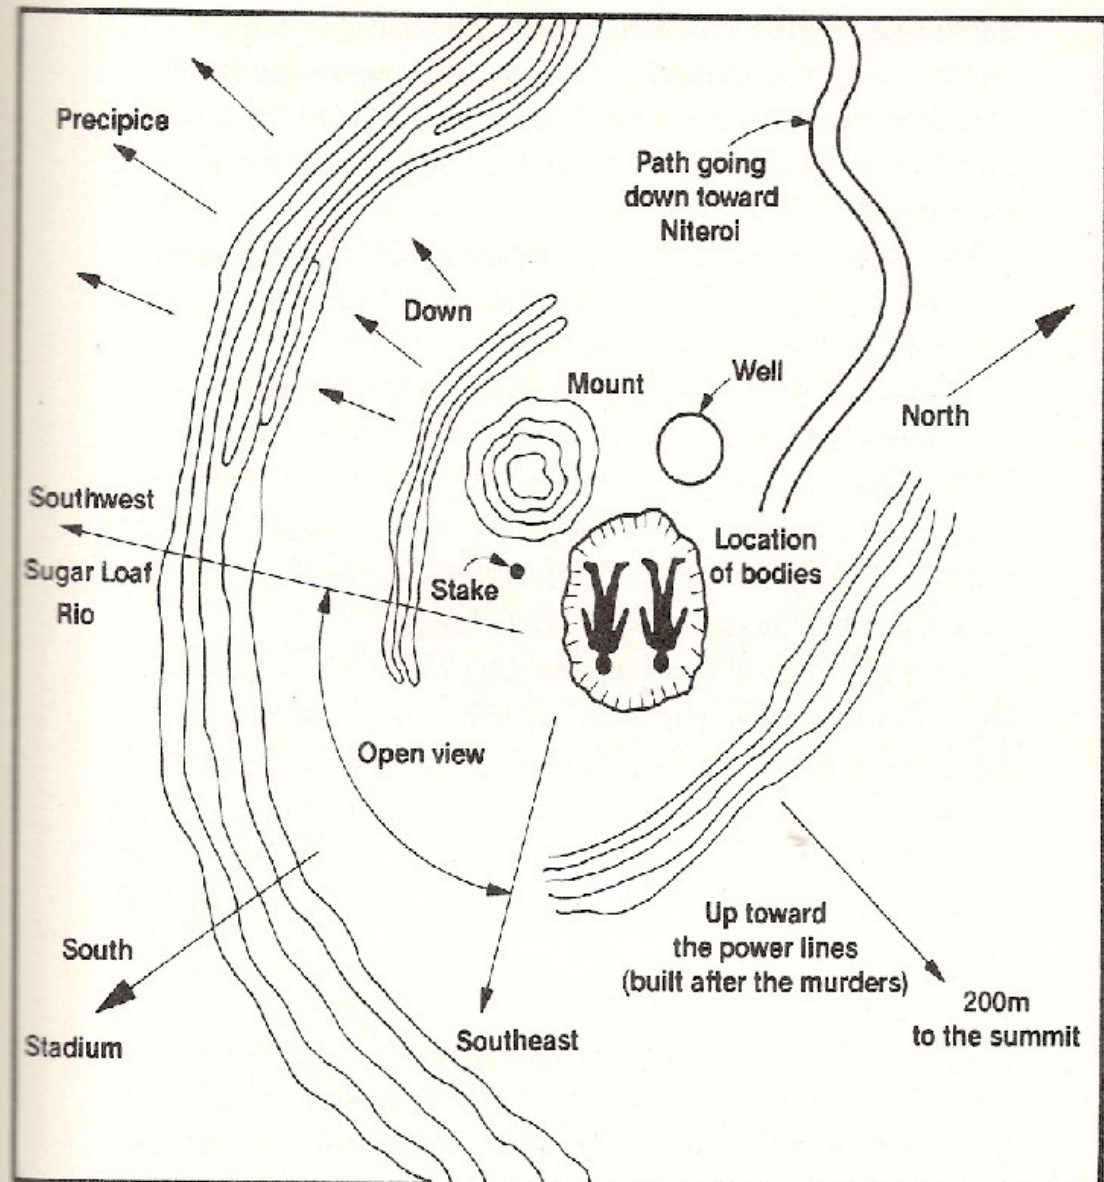 Precipice
Path going
down toward
Niteroi
Down
Mount
Well
North
Southwest
Sugar Loaf
Rio
Stake
Location
of bodies
Open view
Up toward
the power lines
(built after the murders)
South
Stadium
Southeast
200m
to the summit